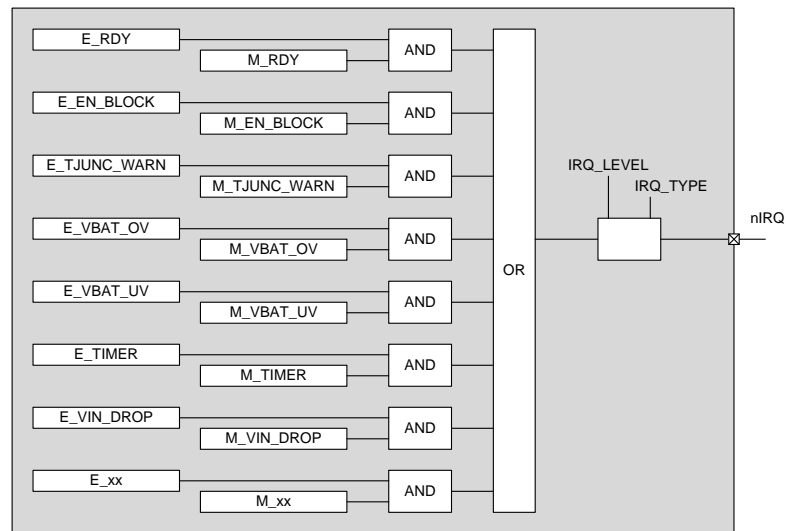 E_RDY
AND
M_RDY
E_EN_BLOCK
AND
M_EN_BLOCK
E_TJUNC_WARN
AND
M_TJUNC_WARN
IRQ_LEVEL
IRQ_TYPE
nIRQ
E_VBAT_OV
AND
M_VBAT_OV
OR
E_VBAT_UV
AND
M_VBAT_UV
E_TIMER
AND
M_TIMER
E_VIN_DROP
AND
M_VIN_DROP
E_xx
AND
M_xx